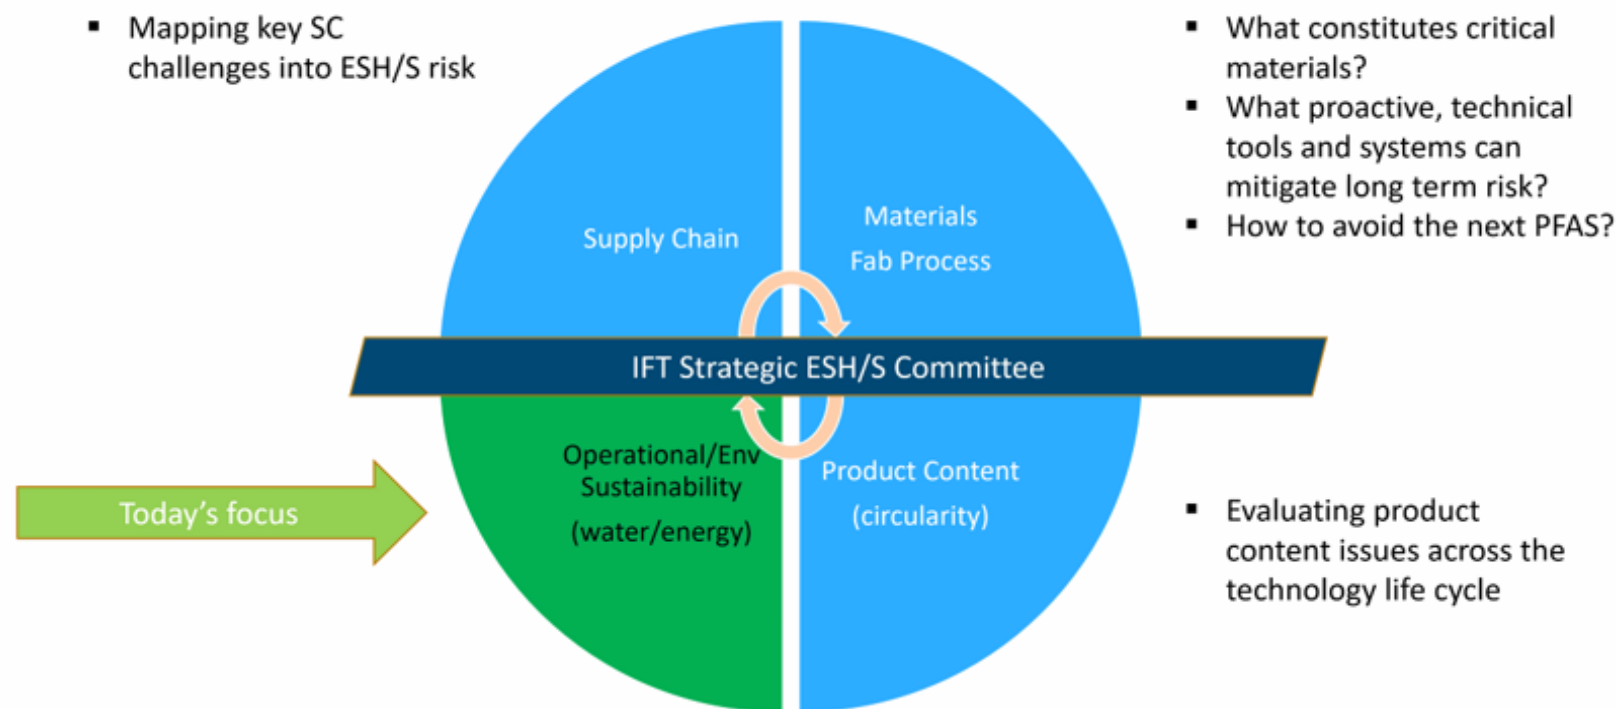 ▪ Mapping key SC
challenges into ESH/S risk
▪ What constitutes critical
materials?
▪ What proactive, technical
tools and systems can
mitigate long term risk?
▪ How to avoid the next PFAS?
Supply Chain
Materials
Fab Process
IFT Strategic ESH/S Committee
Today’s focus
Operational/Env
Sustainability
(water/energy)
Product Content
(circularity)
▪ Evaluating product
content issues across the
technology life cycle